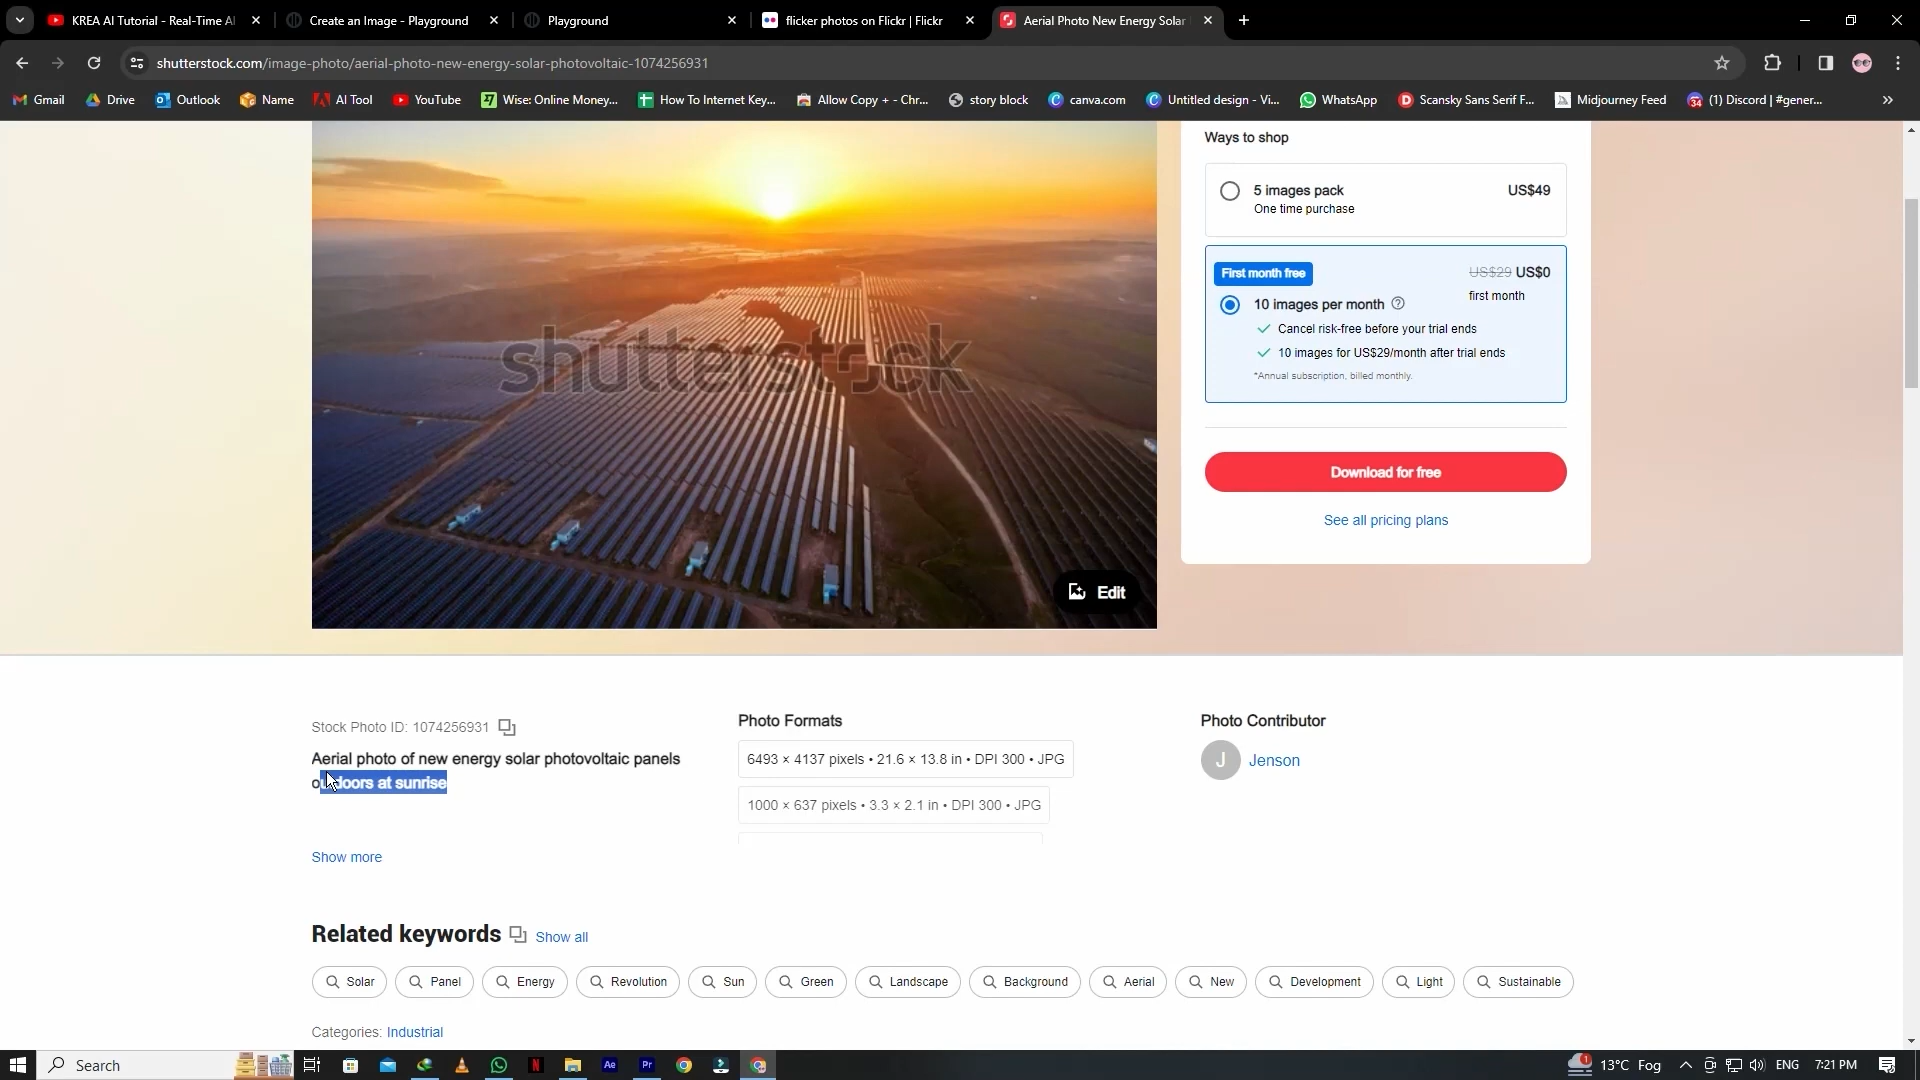 KREA AI Tutorial - Real-Time AI
Create an Image - Playground
Playground
flicker photos on Flickr | Flickr
Aerial Photo New Energy Solar
shutterstock.com/image-photo/aerial-photo-new-energy-solar-photovoltaic-1074256931
Gmail
Drive
Outlook
Name
AI Tool
YouTube
Wise: Online Money...
How To Internet Key...
Allow Copy + - Chr...
story block
canva.com
Untitled design - Vi...
WhatsApp
Scansky Sans Serif F...
Midjourney Feed
(1) Discord | #gener...
shutterstock
Edit
Ways to shop
5 images pack US$49
One time purchase
First month free US$29 US$0
first month
10 images per month
Cancel risk-free before your trial ends
10 images for US$29/month after trial ends
*Annual subscription, billed monthly.
Download for free
See all pricing plans
Stock Photo ID: 1074256931
Aerial photo of new energy solar photovoltaic panels
outdoors at sunrise
Show more
Photo Formats
6493 × 4137 pixels • 21.6 × 13.8 in • DPI 300 • JPG
1000 × 637 pixels • 3.3 × 2.1 in • DPI 300 • JPG
Photo Contributor
J Jenson
Related keywords Show all
Solar Panel Energy Revolution Sun Green Landscape Background Aerial New Development Light Sustainable
Categories: Industrial
Search
Ae
Pr
1
13°C Fog
ENG
7:21 PM